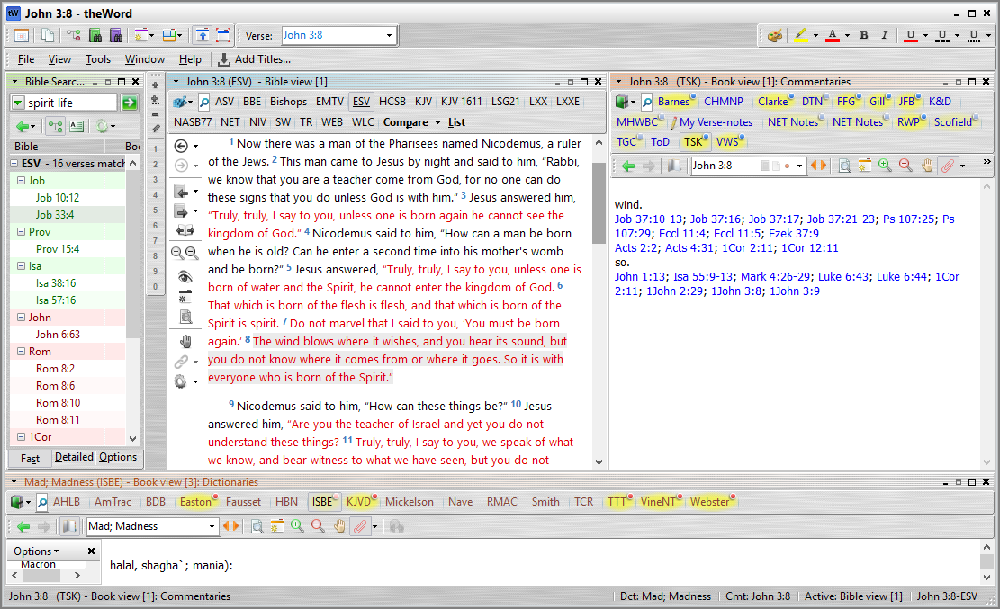 tW John 3:8 - theWord
Verse: John 3:8
A B I U U U
File View Tools Window Help Add Titles...
Bible Searc...
spirit life
Bible Boo
ESV - 16 verses match
Job
Job 10:12
Job 33:4
Prov
Prov 15:4
Isa
Isa 38:16
Isa 57:16
John
John 6:63
Rom
Rom 8:2
Rom 8:6
Rom 8:10
Rom 8:11
1Cor
Fast Detailed Options
1
2
3
4
5
6
7
8
9
0
John 3:8 (ESV) - Bible view [1]
ASV BBE Bishops EMTV ESV HCSB KJV KJV 1611 LSG21 LXX LXXE
NASB77 NET NIV SW TR WEB WLC Compare List
1 Now there was a man of the Pharisees named Nicodemus, a ruler
of the Jews. 2 This man came to Jesus by night and said to him, “Rabbi,
we know that you are a teacher come from God, for no one can do
these signs that you do unless God is with him.” 3 Jesus answered him,
“Truly, truly, I say to you, unless one is born again he cannot see the
kingdom of God.” 4 Nicodemus said to him, “How can a man be born
when he is old? Can he enter a second time into his mother's womb
and be born?” 5 Jesus answered, “Truly, truly, I say to you, unless one is
born of water and the Spirit, he cannot enter the kingdom of God. 6
That which is born of the flesh is flesh, and that which is born of the
Spirit is spirit. 7 Do not marvel that I said to you, ‘You must be born
again.’ 8 The wind blows where it wishes, and you hear its sound, but
you do not know where it comes from or where it goes. So it is with
everyone who is born of the Spirit.”
9 Nicodemus said to him, “How can these things be?” 10 Jesus
answered him, “Are you the teacher of Israel and yet you do not
understand these things? 11 Truly, truly, I say to you, we speak of what
we know, and bear witness to what we have seen, but you do not
John 3:8 (TSK) - Book view [1]: Commentaries
Barnes CHMNP Clarke DTN FFG Gill JFB K&D
MHWBC My Verse-notes NET Notes NET Notes RWP Scofield
TGC ToD TSK VWS
John 3:8
wind.
Job 37:10-13; Job 37:16; Job 37:17; Job 37:21-23; Ps 107:25; Ps
107:29; Eccl 11:4; Eccl 11:5; Ezek 37:9
Acts 2:2; Acts 4:31; 1Cor 2:11; 1Cor 12:11
so.
John 1:13; Isa 55:9-13; Mark 4:26-29; Luke 6:43; Luke 6:44; 1Cor
2:11; 1John 2:29; 1John 3:8; 1John 3:9
Mad; Madness (ISBE) - Book view [3]: Dictionaries
AHLB AmTrac BDB Easton Fausset HBN ISBE KJVD Mickelson Nave RMAC Smith TCR TTT VineNT Webster
Mad; Madness
Options
Macron
halal, shagha`; mania):
John 3:8 (TSK) - Book view [1]: Commentaries
Dct: Mad; Madness Cmt: John 3:8 Active: Bible view [1] John 3:8-ESV